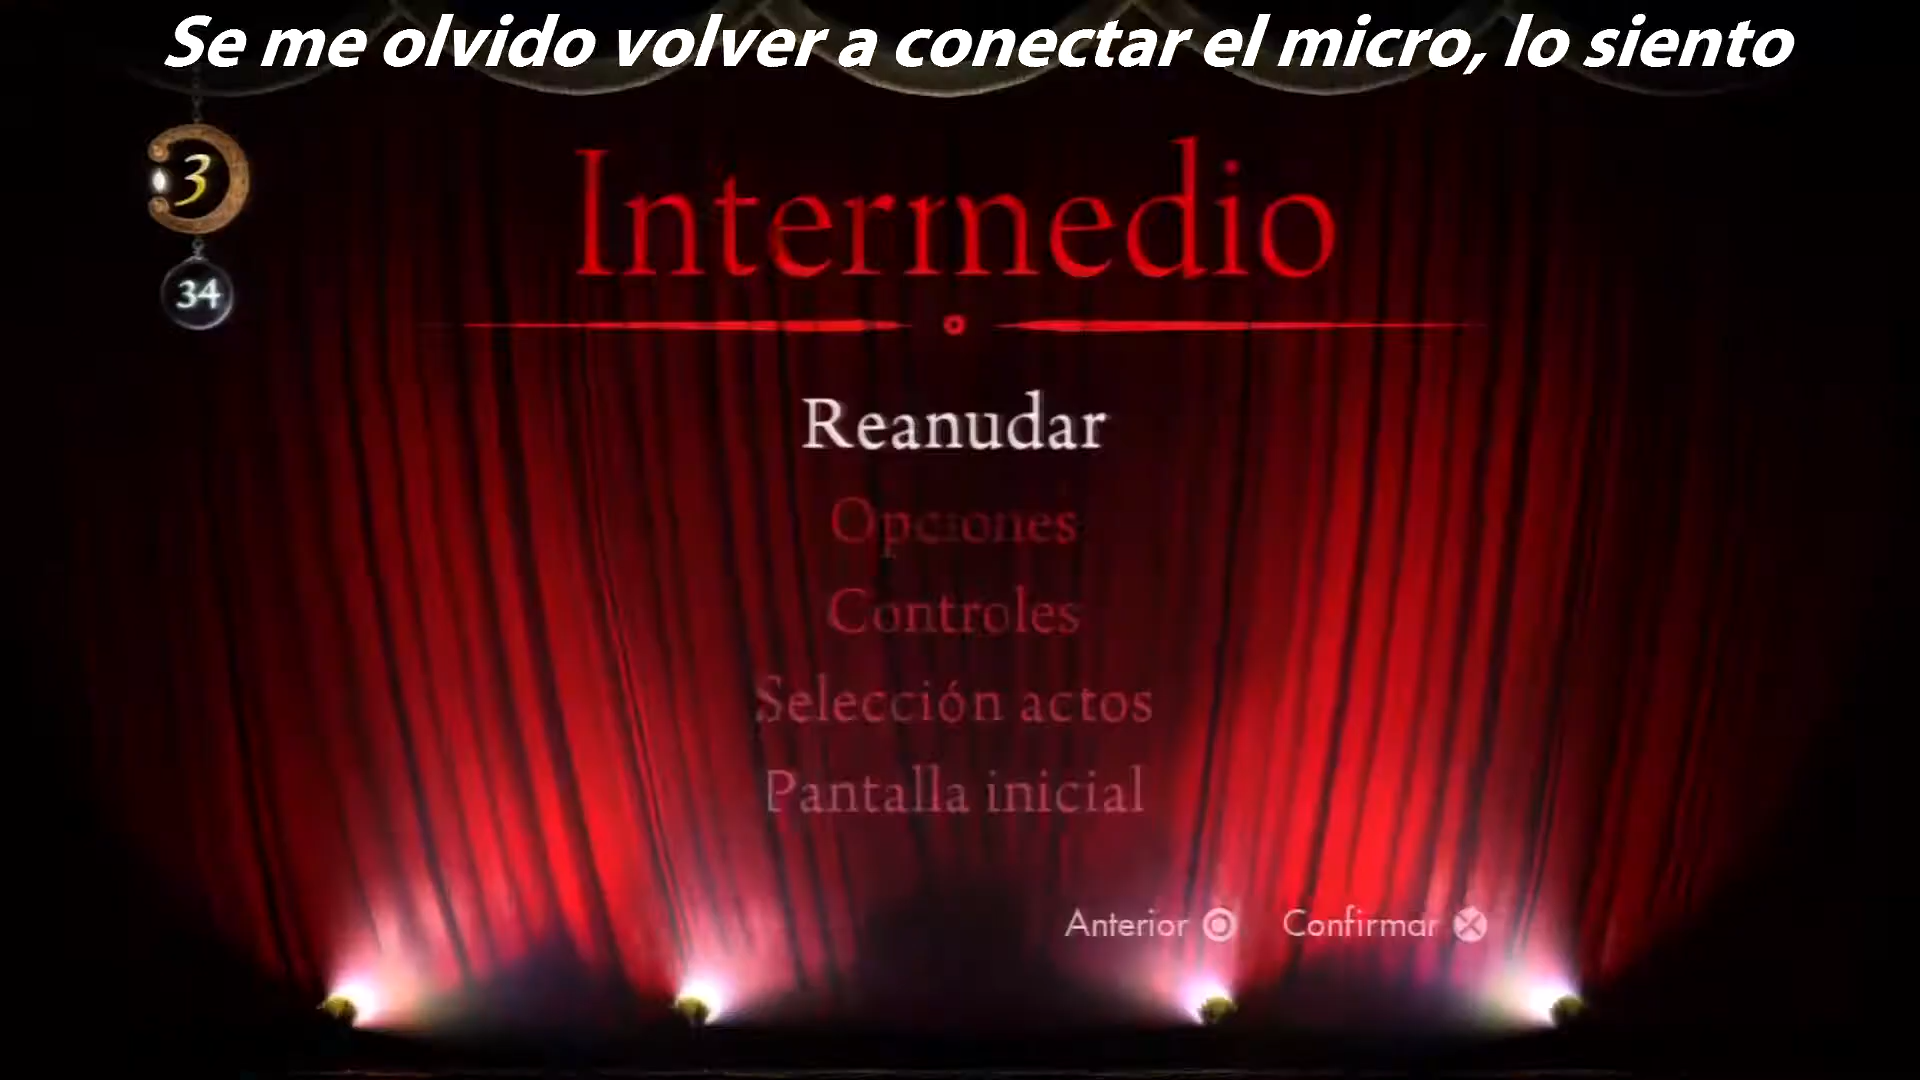 Se me olvido volver a conectar el micro, lo siento
3
34
Intermedio
Reanudar
Opciones
Controles
Selección actos
Pantalla inicial
Anterior Confirmar